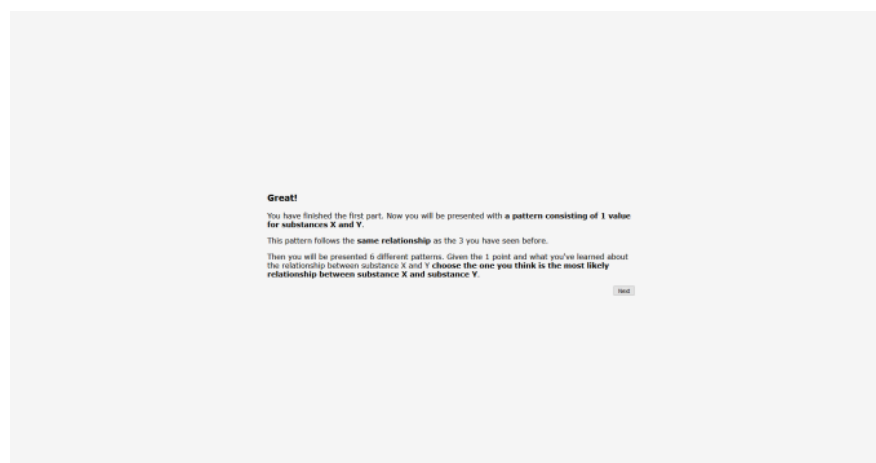 Great!
You have finished the first part. Now you will be presented with a pattern consisting of 1 value
for substances X and Y.
This pattern follows the same relationship as the 3 you have seen before.
Then you will be presented 6 different patterns. Given the 1 point and what you've learned about
the relationship between substance X and Y choose the one you think is the most likely
relationship between substance X and substance Y.
Next